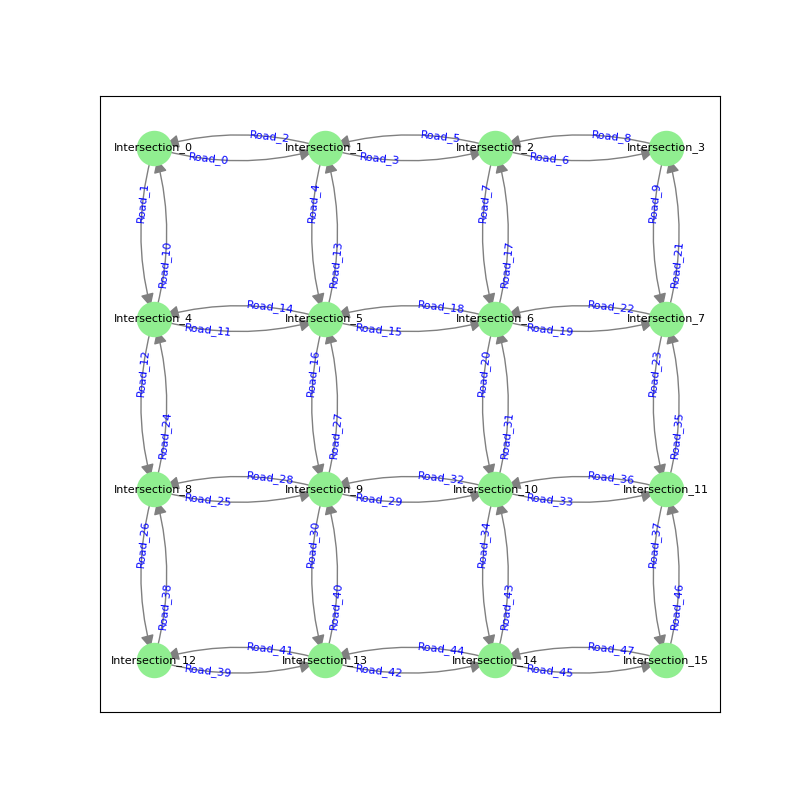 Road_2
Road_5
Road_8
Intersection_0
Intersection_1
Intersection_2
Intersection_3
Road_0
Road_3
Road_6
Road_1
Road_4
Road_7
Road_9
Road_10
Road_13
Road_17
Road_21
Road_14
Road_18
Road_22
Intersection_4
Intersection_5
Intersection_6
Intersection_7
Road_11
Road_15
Road_19
Road_12
Road_16
Road_20
Road_23
Road_24
Road_27
Road_31
Road_35
Road_28
Road_32
Road_36
Intersection_8
Intersection_9
Intersection_10
Intersection_11
Road_25
Road_29
Road_33
Road_26
Road_30
Road_34
Road_37
Road_38
Road_40
Road_43
Road_46
Road_41
Road_44
Road_47
Intersection_12
Intersection_13
Intersection_14
Intersection_15
Road_39
Road_42
Road_45